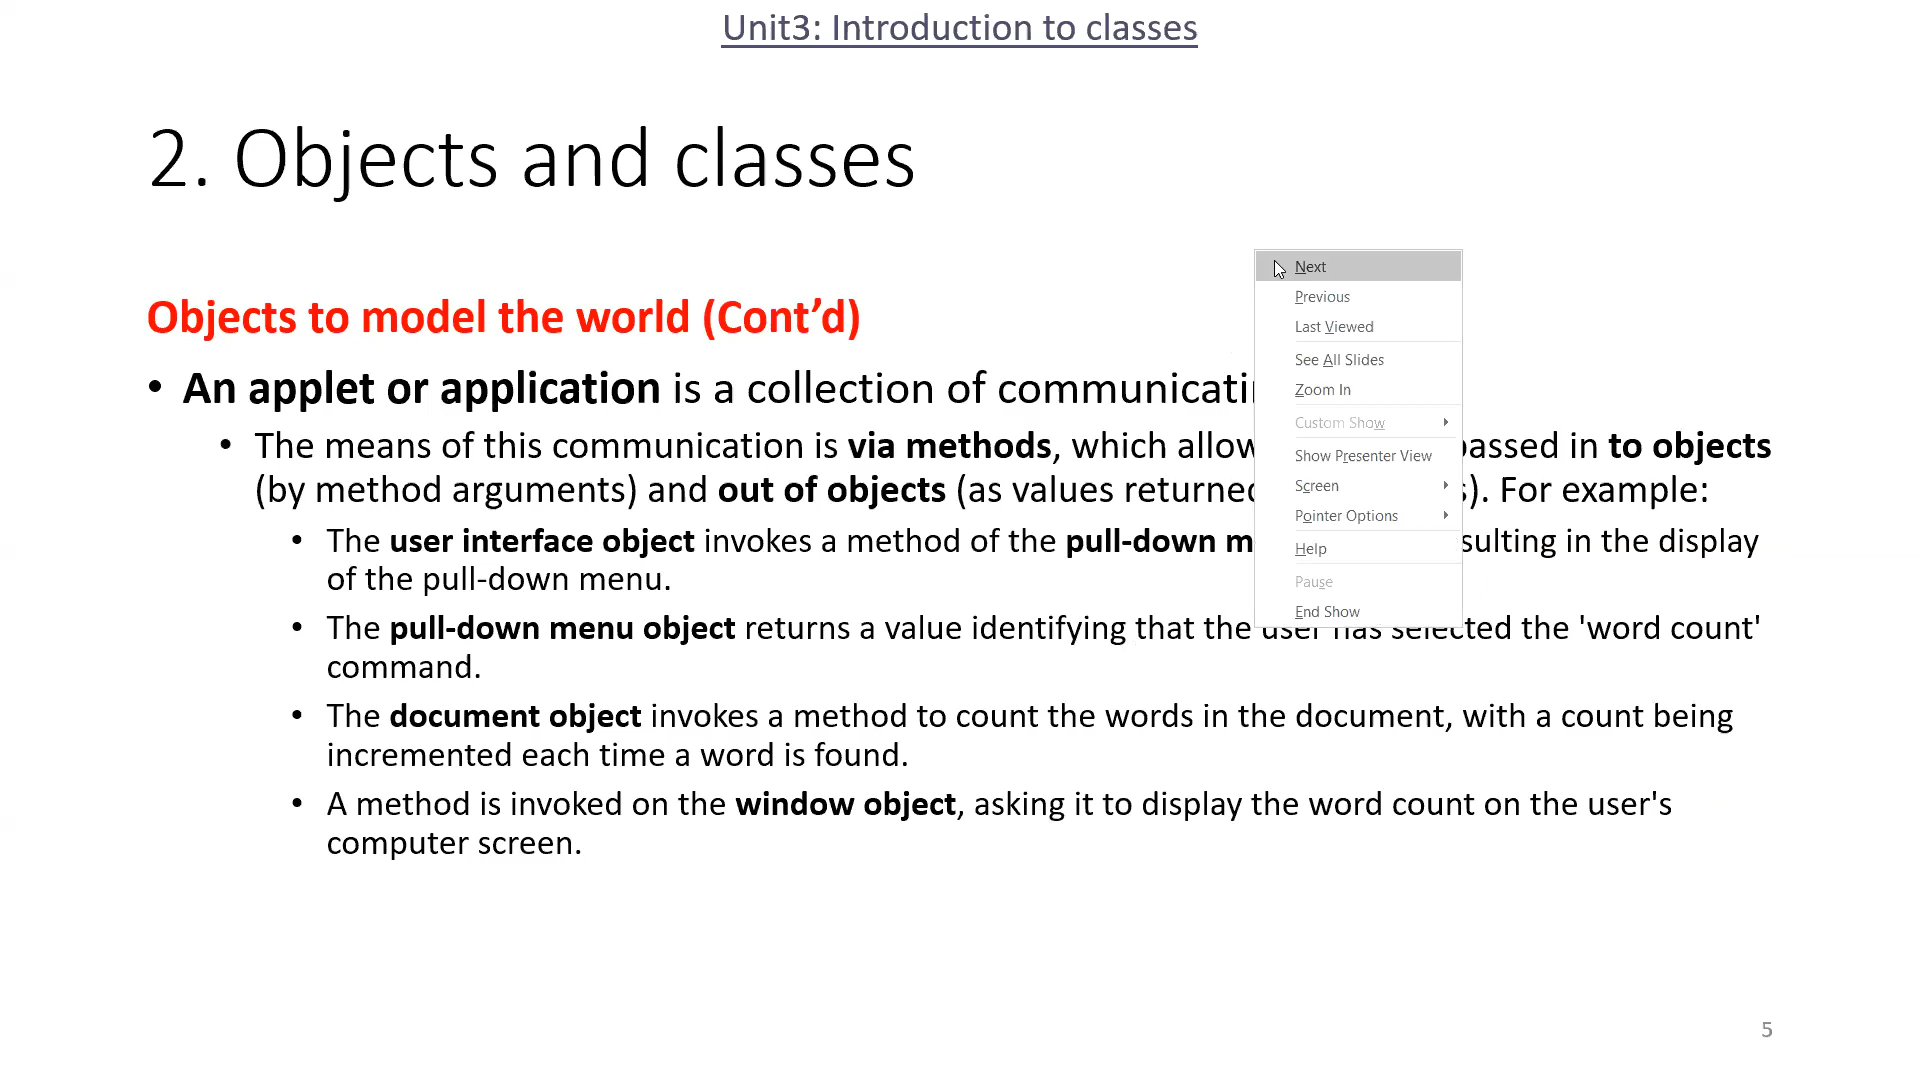 Unit3: Introduction to classes
2. Objects and classes
Objects to model the world (Cont’d)
• An applet or application is a collection of
• The means of this communication is via methods, which in to objects
(by method arguments) and out of objects (as values For example:
• The user interface object invokes a method of the pull-down in the display
of the pull-down menu.
• The pull-down menu object returns a value identifying that the user has selected the 'word count'
command.
• The document object invokes a method to count the words in the document, with a count being
incremented each time a word is found.
• A method is invoked on the window object, asking it to display the word count on the user's
computer screen.
Next
Previous
Last Viewed
See All Slides
Zoom In
Custom Show
Show Presenter View
Screen
Pointer Options
Help
Pause
End Show
5